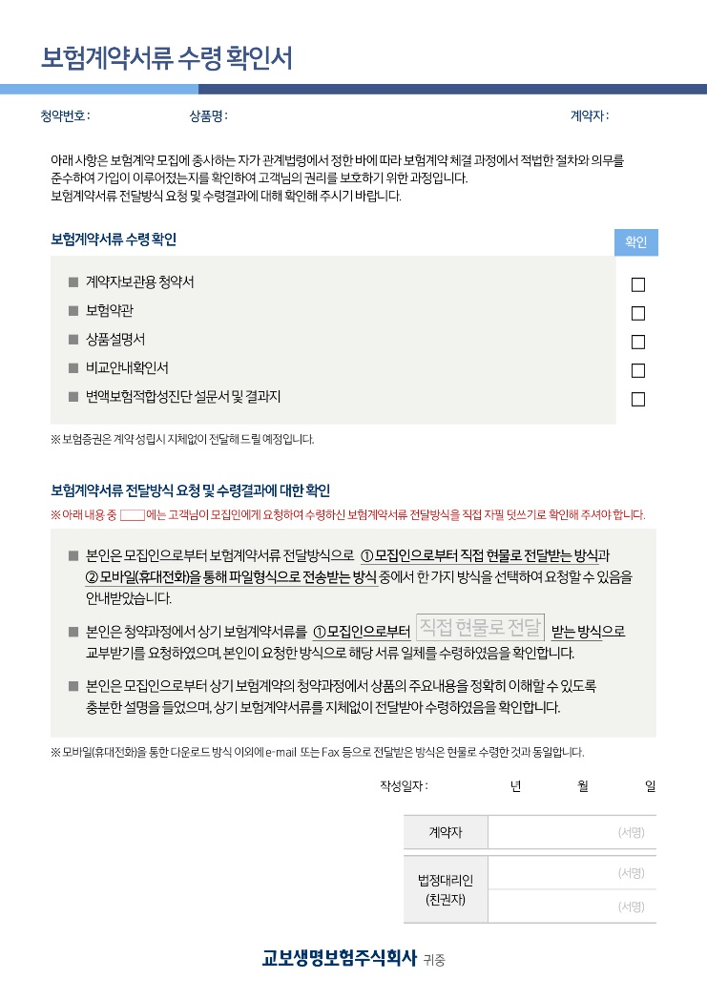 보험계약서류 수령 확인서
청약번호 : 상품명 : 계약자 :
아래 사항은 보험계약 모집에 종사하는 자가 관계법령에서 정한 바에 따라 보험계약 체결 과정에서 적법한 절차와 의무를
준수하여 가입이 이루어졌는지를 확인하여 고객님의 권리를 보호하기 위한 과정입니다.
보험계약서류 전달방식 요청 및 수령결과에 대해 확인해 주시기 바랍니다.
보험계약서류 수령 확인 확인
■ 계약자보관용 청약서 □
■ 보험약관 □
■ 상품설명서 □
■ 비교안내확인서 □
■ 변액보험적합성진단 설문서 및 결과지 □
※ 보험증권은 계약 성립시 지체없이 전달해 드릴 예정입니다.
보험계약서류 전달방식 요청 및 수령결과에 대한 확인
※ 아래 내용 중 에는 고객님이 모집인에게 요청하여 수령하신 보험계약서류 전달방식을 직접 자필 덧쓰기로 확인해 주셔야 합니다.
■ 본인은 모집인으로부터 보험계약서류 전달방식으로 ① 모집인으로부터 직접 현물로 전달받는 방식과
② 모바일(휴대전화)을 통해 파일형식으로 전송받는 방식 중에서 한 가지 방식을 선택하여 요청할 수 있음을
안내받았습니다.
■ 본인은 청약과정에서 상기 보험계약서류를 ① 모집인으로부터 직접 현물로 전달 받는 방식으로
교부받기를 요청하였으며, 본인이 요청한 방식으로 해당 서류 일체를 수령하였음을 확인합니다.
■ 본인은 모집인으로부터 상기 보험계약의 청약과정에서 상품의 주요내용을 정확히 이해할 수 있도록
충분한 설명을 들었으며, 상기 보험계약서류를 지체없이 전달받아 수령하였음을 확인합니다.
※ 모바일(휴대전화)을 통한 다운로드 방식 이외에 e-mail 또는 Fax 등으로 전달받은 방식은 현물로 수령한 것과 동일합니다.
작성일자 : 년 월 일
계약자 (서명)
법정대리인 (서명)
(친권자) (서명)
교보생명보험주식회사 귀중